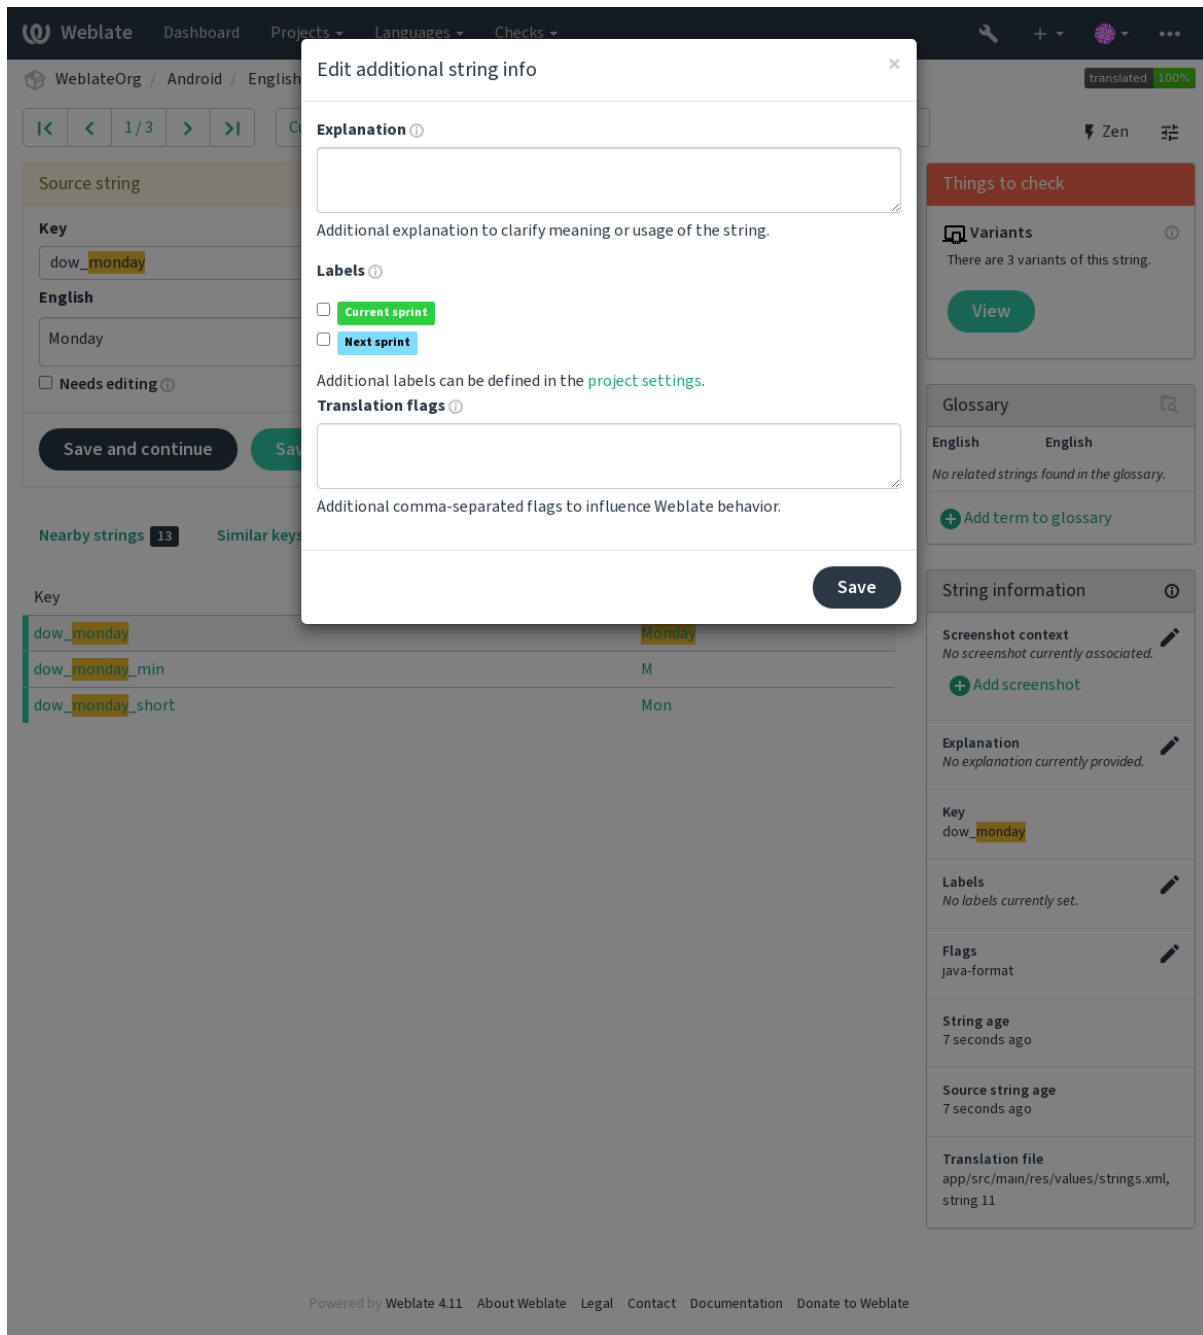 Weblate Dashboard Projects Languages Checks
WeblateOrg / Android / English
translated 100%
1 / 3
Zen
Edit additional string info
×
Explanation
Additional explanation to clarify meaning or usage of the string.
Labels
Current sprint
Next sprint
Additional labels can be defined in the project settings.
Translation flags
Additional comma-separated flags to influence Weblate behavior.
Save
Source string
Key
dow_monday
English
Monday
Needs editing
Save and continue
Nearby strings 13 Similar keys
Key
dow_monday Monday
dow_monday_min M
dow_monday_short Mon
Things to check
Variants
There are 3 variants of this string.
View
Glossary
English English
No related strings found in the glossary.
Add term to glossary
String information
Screenshot context
No screenshot currently associated.
Add screenshot
Explanation
No explanation currently provided.
Key
dow_monday
Labels
No labels currently set.
Flags
java-format
String age
7 seconds ago
Source string age
7 seconds ago
Translation file
app/src/main/res/values/strings.xml,
string 11
Powered by Weblate 4.11 About Weblate Legal Contact Documentation Donate to Weblate